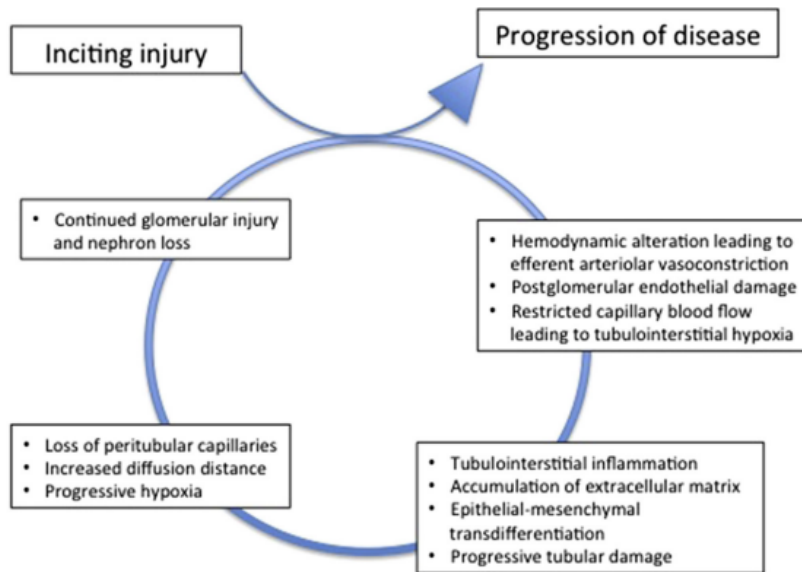 Inciting injury
Progression of disease
• Continued glomerular injury
and nephron loss
• Hemodynamic alteration leading to
efferent arteriolar vasoconstriction
• Postglomerular endothelial damage
• Restricted capillary blood flow
leading to tubulointerstitial hypoxia
• Loss of peritubular capillaries
• Increased diffusion distance
• Progressive hypoxia
• Tubulointerstitial inflammation
• Accumulation of extracellular matrix
• Epithelial-mesenchymal
transdifferentiation
• Progressive tubular damage